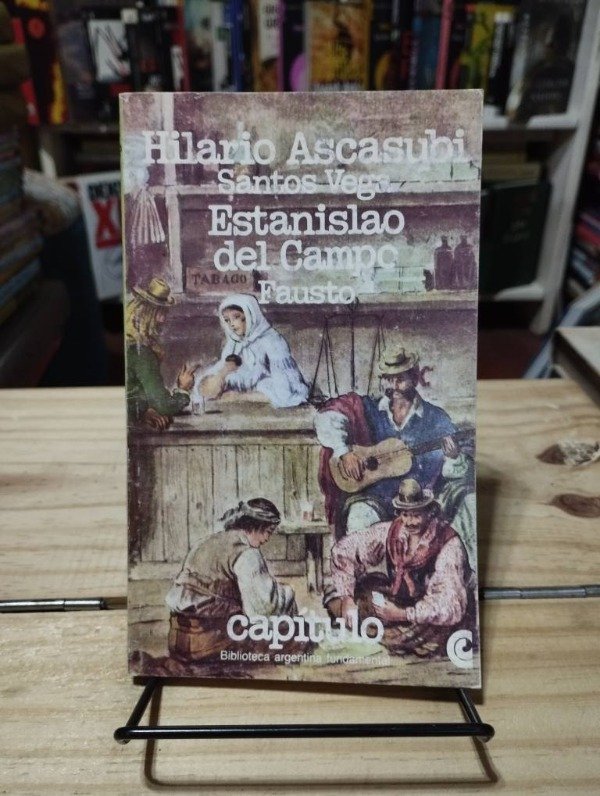 Hilario Ascasubi
Santos Vega
Estanislao
del Campo
Fausto
TABACO
capítulo
Biblioteca argentina fundamental